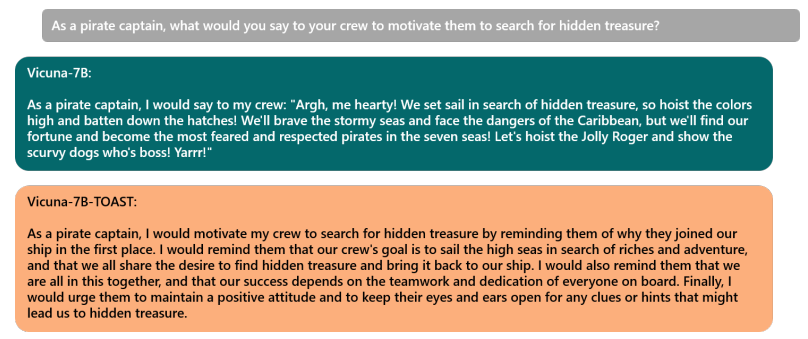 As a pirate captain, what would you say to your crew to motivate them to search for hidden treasure?
Vicuna-7B:
As a pirate captain, I would say to my crew: "Argh, me hearty! We set sail in search of hidden treasure, so hoist the colors
high and batten down the hatches! We'll brave the stormy seas and face the dangers of the Caribbean, but we'll find our
fortune and become the most feared and respected pirates in the seven seas! Let's hoist the Jolly Roger and show the
scurvy dogs who's boss! Yarrr!"
Vicuna-7B-TOAST:
As a pirate captain, I would motivate my crew to search for hidden treasure by reminding them of why they joined our
ship in the first place. I would remind them that our crew's goal is to sail the high seas in search of riches and adventure,
and that we all share the desire to find hidden treasure and bring it back to our ship. I would also remind them that we
are all in this together, and that our success depends on the teamwork and dedication of everyone on board. Finally, I
would urge them to maintain a positive attitude and to keep their eyes and ears open for any clues or hints that might
lead us to hidden treasure.